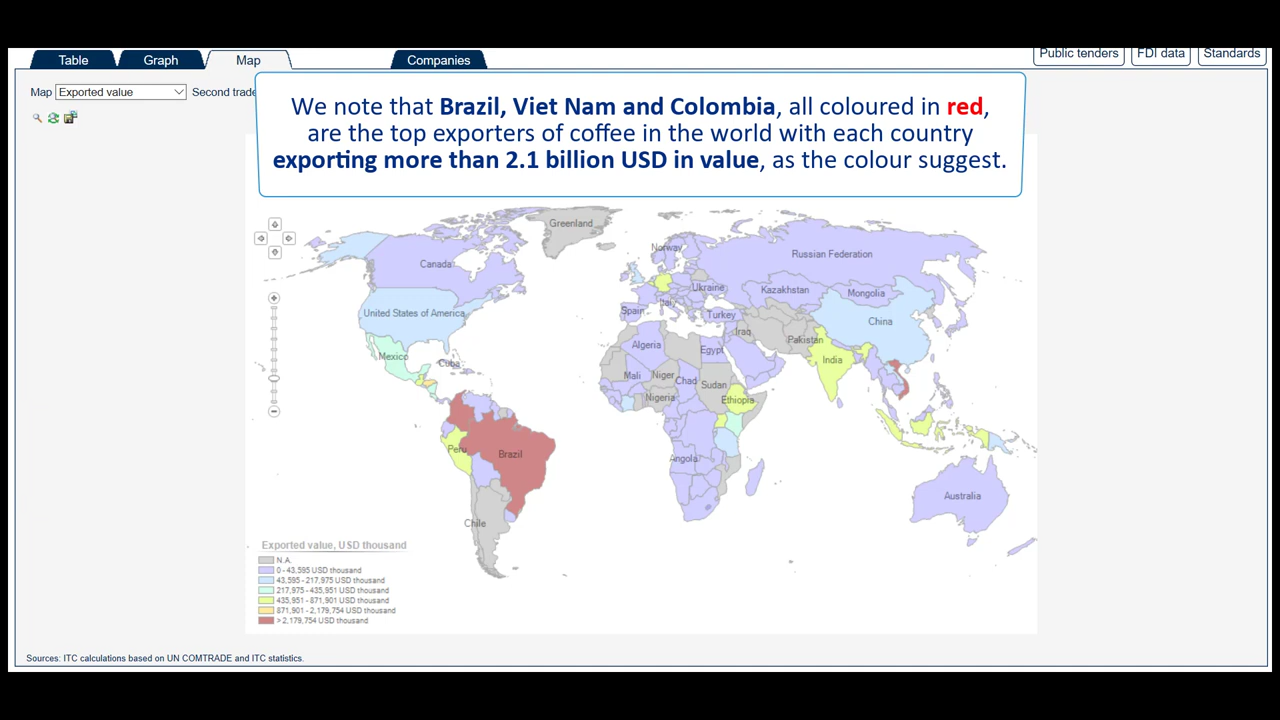 Table
Graph
Map
Companies
Public tenders
FDI data
Standards
Map
Exported value
Second trade
We note that Brazil, Viet Nam and Colombia, all coloured in red,
are the top exporters of coffee in the world with each country
exporting more than 2.1 billion USD in value, as the colour suggest.
Greenland
Norway
Russian Federation
Canada
Ukraine
Kazakhstan
Mongolia
United States of America
Spain
Italy
Turkey
China
Iraq
Pakistan
Mexico
Cuba
Algeria
Egypt
India
Mali
Niger
Chad
Sudan
Nigeria
Ethiopia
Peru
Brazil
Angola
Australia
Chile
Exported value, USD thousand
N.A.
0 - 43,595 USD thousand
43,595 - 217,975 USD thousand
217,975 - 435,951 USD thousand
435,951 - 871,901 USD thousand
871,901 - 2,179,754 USD thousand
> 2,179,754 USD thousand
Sources: ITC calculations based on UN COMTRADE and ITC statistics.